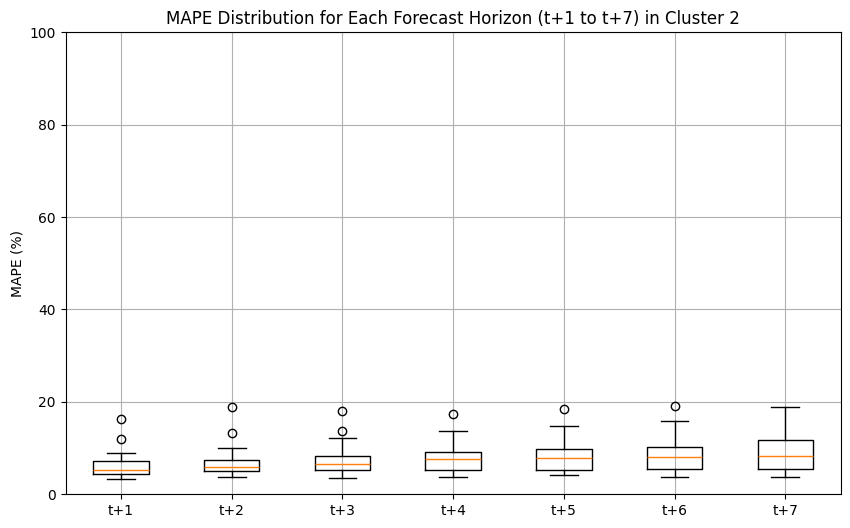 MAPE Distribution for Each Forecast Horizon (t+1 to t+7) in Cluster 2
100
80
60
40
20
0
MAPE (%)
t+1 t+2 t+3 t+4 t+5 t+6 t+7